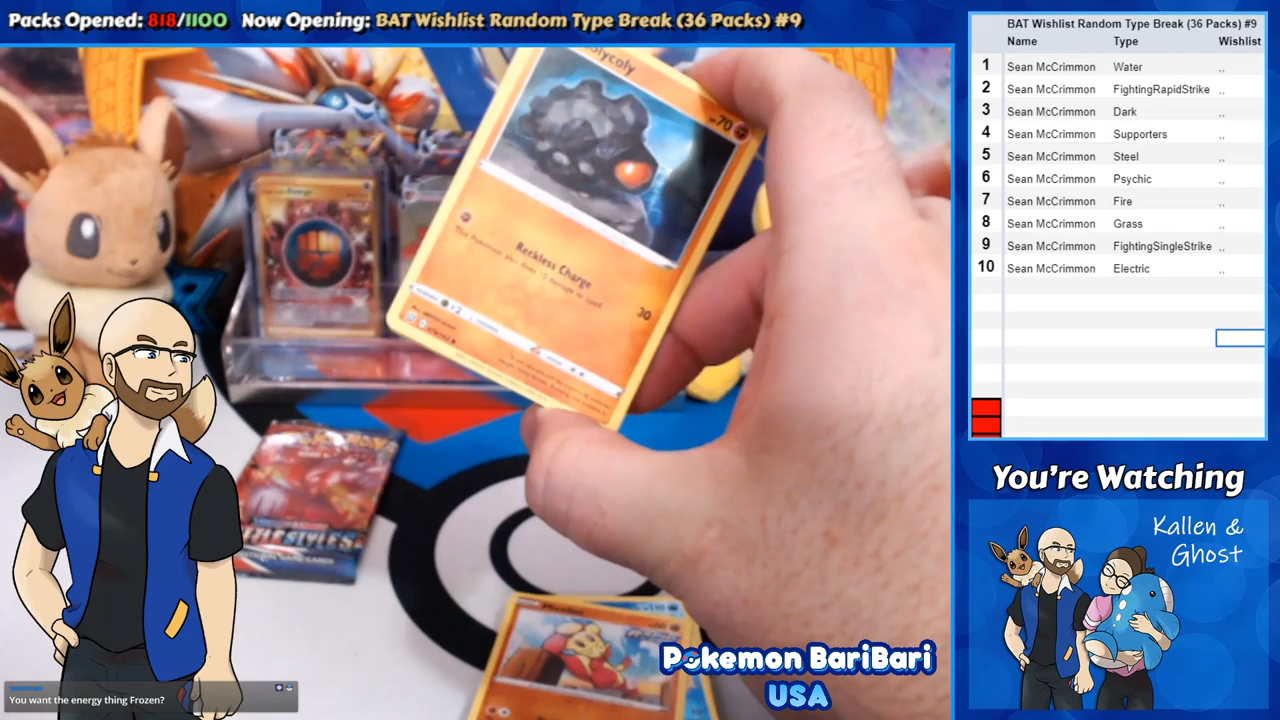 Packs Opened: 818/1100 Now Opening: BAT Wishlist Random Type Break (36 Packs) #9
BAT Wishlist Random Type Break (36 Packs) #9
Name Type Wishlist
1 Sean McCrimmon Water ,,
2 Sean McCrimmon FightingRapidStrike ,,
3 Sean McCrimmon Dark ,,
4 Sean McCrimmon Supporters ,,
5 Sean McCrimmon Steel ,,
6 Sean McCrimmon Psychic ,,
7 Sean McCrimmon Fire ,,
8 Sean McCrimmon Grass ,,
9 Sean McCrimmon FightingSingleStrike ,,
10 Sean McCrimmon Electric ,,
olycoly
70
Reckless Charge
30
Energy
You're Watching
Kallen &
Ghost
Pokemon BariBari
USA
You want the energy thing Frozen?